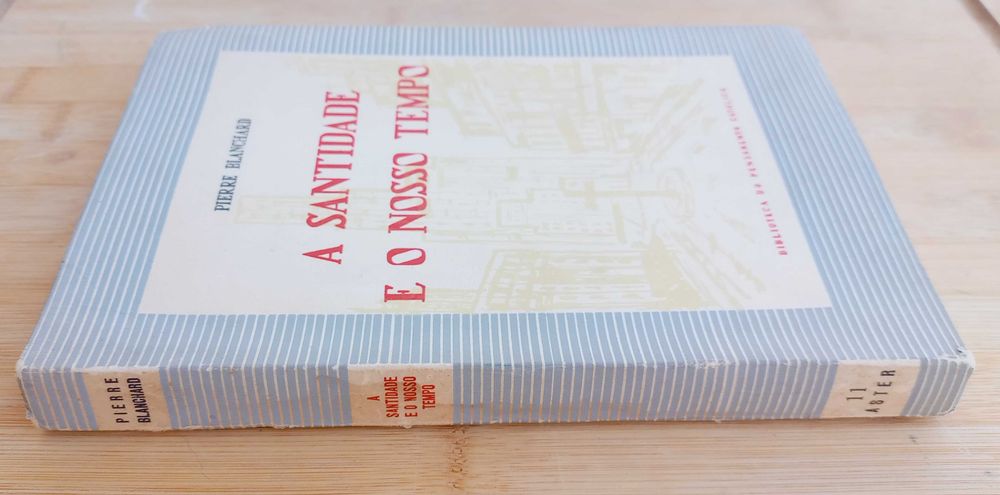 PIERRE BLANCHARD
A SANTIDADE
E O NOSSO TEMPO
BIBLIOTECA DO PENSAMENTO CATÓLICO
PIERRE
BLANCHARD
A
SANTIDADE
E O NOSSO
TEMPO
11
ASTER